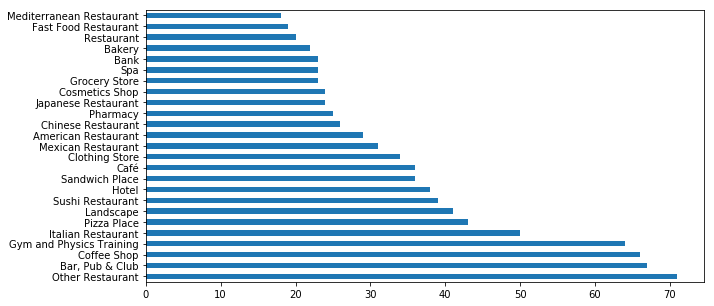 Mediterranean Restaurant
Fast Food Restaurant
Restaurant
Bakery
Bank
Spa
Grocery Store
Cosmetics Shop
Japanese Restaurant
Pharmacy
Chinese Restaurant
American Restaurant
Mexican Restaurant
Clothing Store
Café
Sandwich Place
Hotel
Sushi Restaurant
Landscape
Pizza Place
Italian Restaurant
Gym and Physics Training
Coffee Shop
Bar, Pub & Club
Other Restaurant
0 10 20 30 40 50 60 70